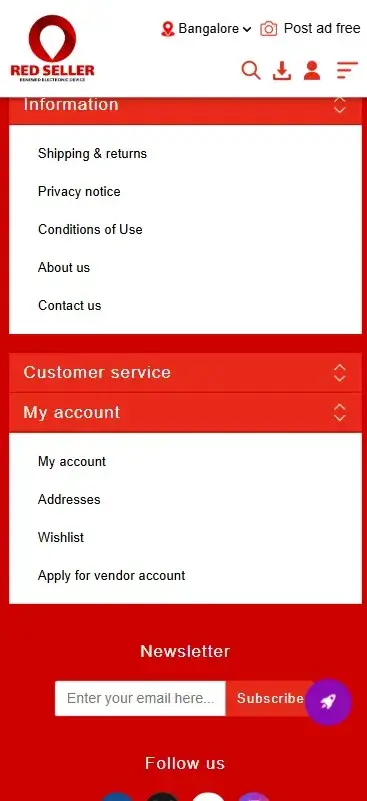 Bangalore
Post ad free
RED SELLER
RENEWED ELECTRONIC DEVICE
Information
Shipping & returns
Privacy notice
Conditions of Use
About us
Contact us
Customer service
My account
My account
Addresses
Wishlist
Apply for vendor account
Newsletter
Enter your email here...
Subscribe
Follow us